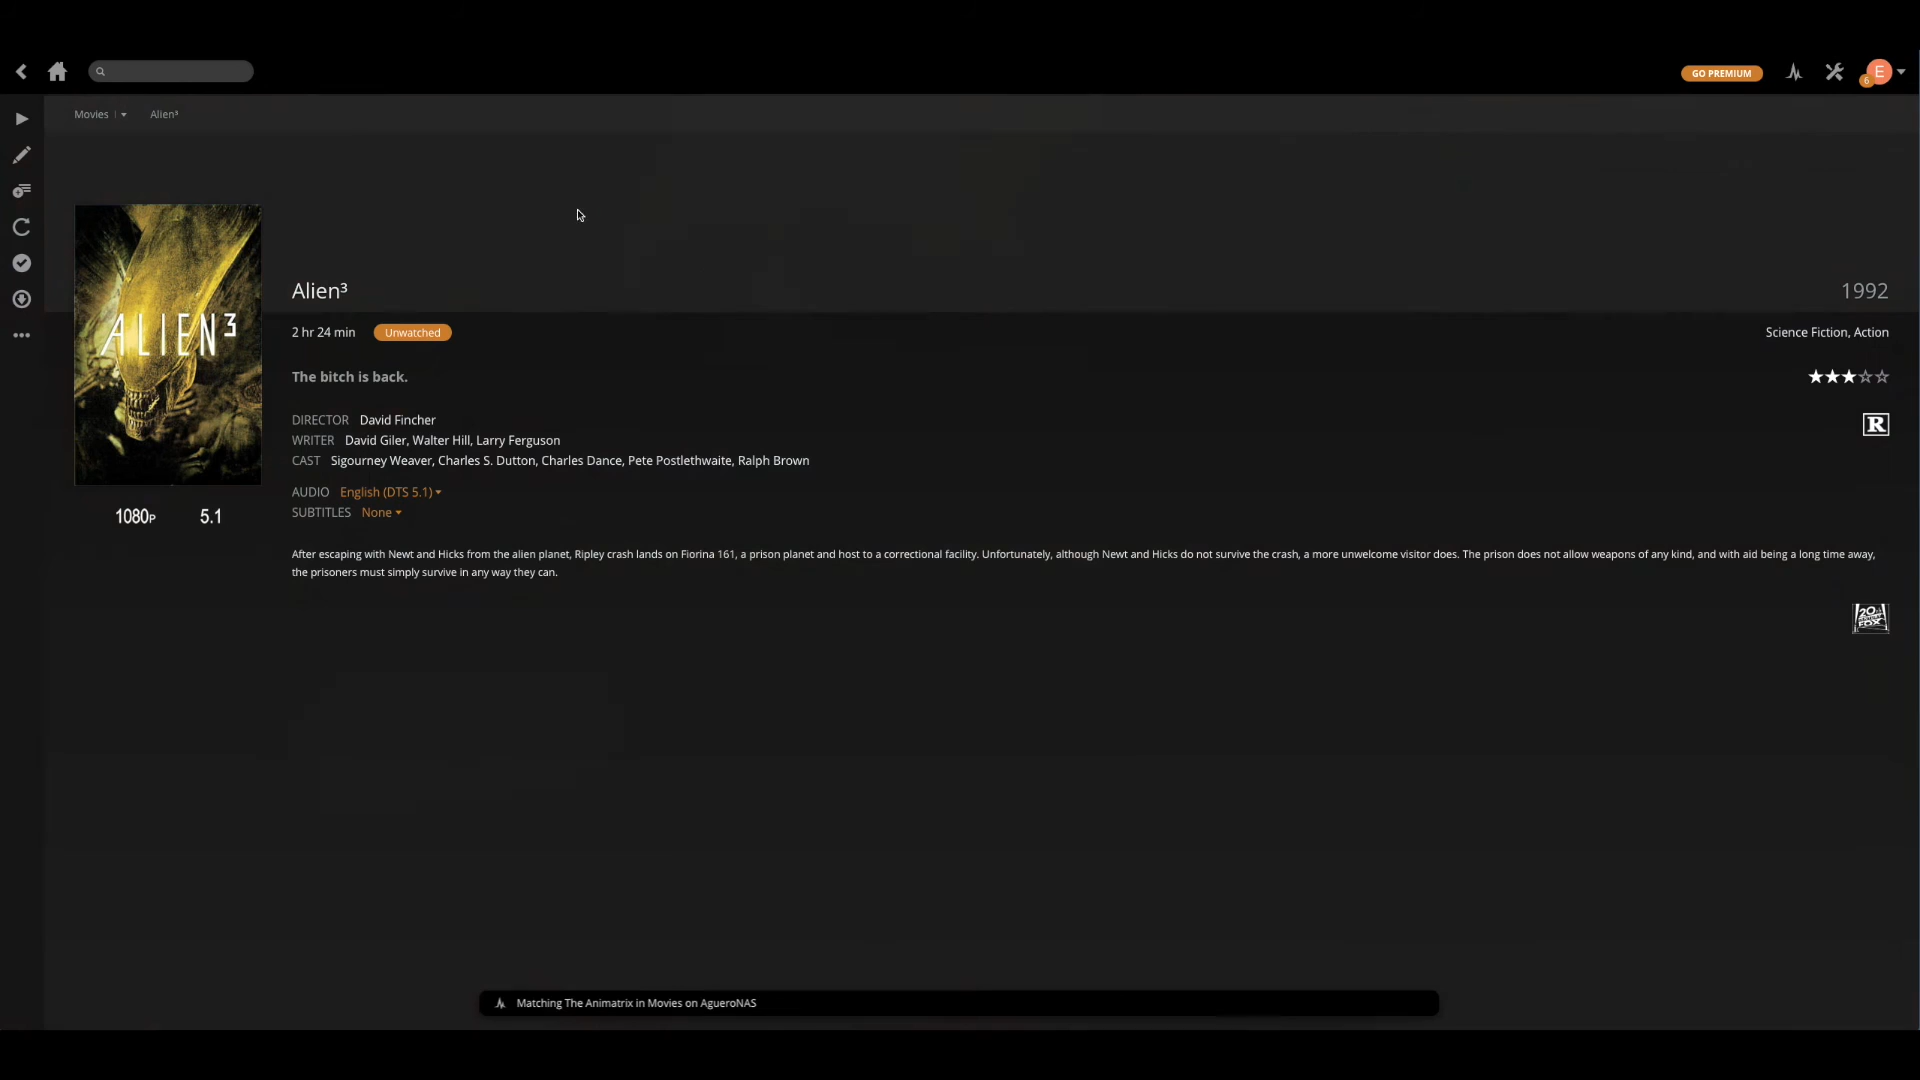 GO PREMIUM
E
6
Movies
Alien³
ALIEN³
Alien³
1992
2 hr 24 min
Unwatched
Science Fiction, Action
The bitch is back.
DIRECTOR David Fincher
R
WRITER David Giler, Walter Hill, Larry Ferguson
CAST Sigourney Weaver, Charles S. Dutton, Charles Dance, Pete Postlethwaite, Ralph Brown
AUDIO English (DTS 5.1)
SUBTITLES None
1080P
5.1
After escaping with Newt and Hicks from the alien planet, Ripley crash lands on Fiorina 161, a prison planet and host to a correctional facility. Unfortunately, although Newt and Hicks do not survive the crash, a more unwelcome visitor does. The prison does not allow weapons of any kind, and with aid being a long time away,
the prisoners must simply survive in any way they can.
20th
CENTURY
FOX
Matching The Animatrix in Movies on AgueroNAS